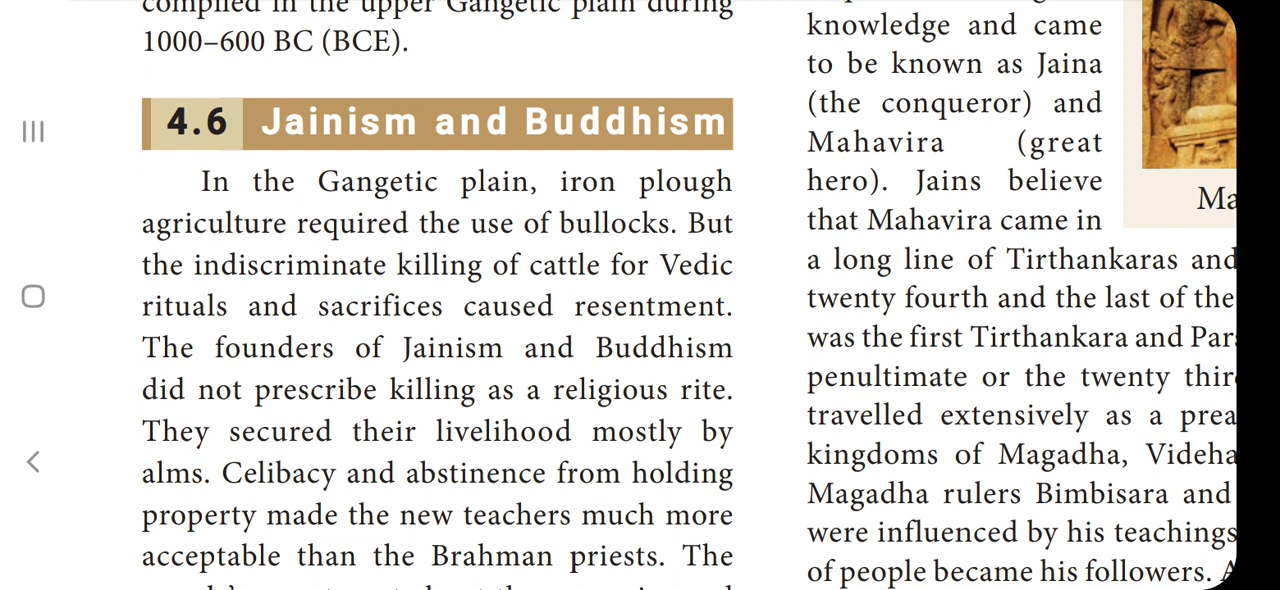 compiled in the upper Gangetic plain during
1000–600 BC (BCE).
4.6 Jainism and Buddhism
In the Gangetic plain, iron plough
agriculture required the use of bullocks. But
the indiscriminate killing of cattle for Vedic
rituals and sacrifices caused resentment.
The founders of Jainism and Buddhism
did not prescribe killing as a religious rite.
They secured their livelihood mostly by
alms. Celibacy and abstinence from holding
property made the new teachers much more
acceptable than the Brahman priests. The
knowledge and came
to be known as Jaina
(the conqueror) and
Mahavira (great
hero). Jains believe
that Mahavira came in
a long line of Tirthankaras and
twenty fourth and the last of the
was the first Tirthankara and
penultimate or the twenty
travelled extensively as a
kingdoms of Magadha, Videha
Magadha rulers Bimbisara and
were influenced by his teachings
of people became his followers.